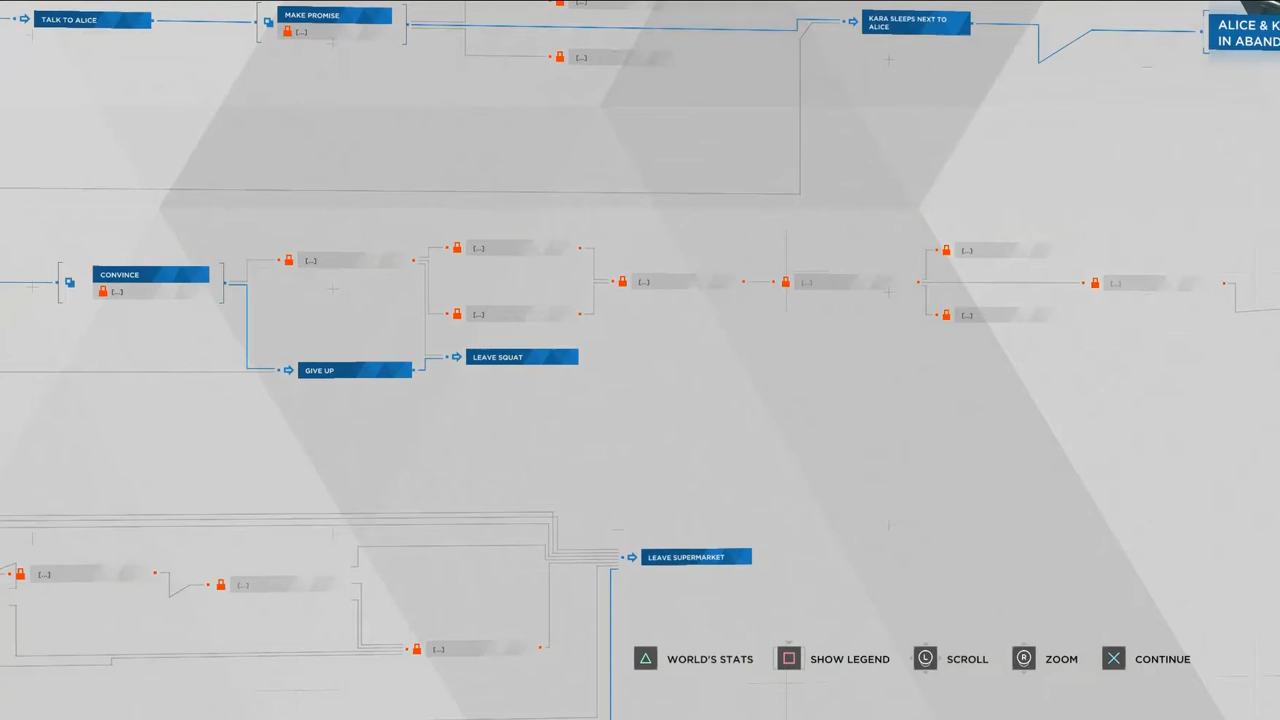 TALK TO ALICE
MAKE PROMISE
[...]
[...]
KARA SLEEPS NEXT TO
ALICE
ALICE & K
IN ABAND
CONVINCE
[...]
[...]
[...]
[...]
[...]
[...]
[...]
[...]
[...]
GIVE UP
LEAVE SQUAT
LEAVE SUPERMARKET
[...]
[...]
[...]
WORLD'S STATS
SHOW LEGEND
L
SCROLL
R
ZOOM
CONTINUE